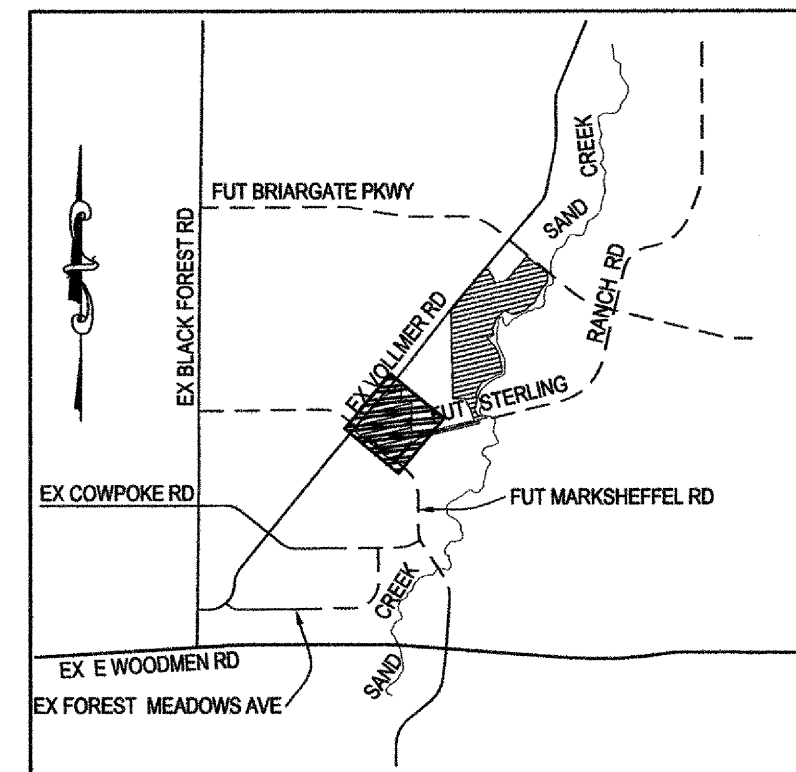 FUT BRIARGATE PKWY
SAND CREEK
EX BLACK FOREST RD
EX VOLLMER RD
RANCH RD
FUT STERLING
EX COWPOKE RD
FUT MARKSHEFFEL RD
SAND CREEK
EX E WOODMEN RD
EX FOREST MEADOWS AVE